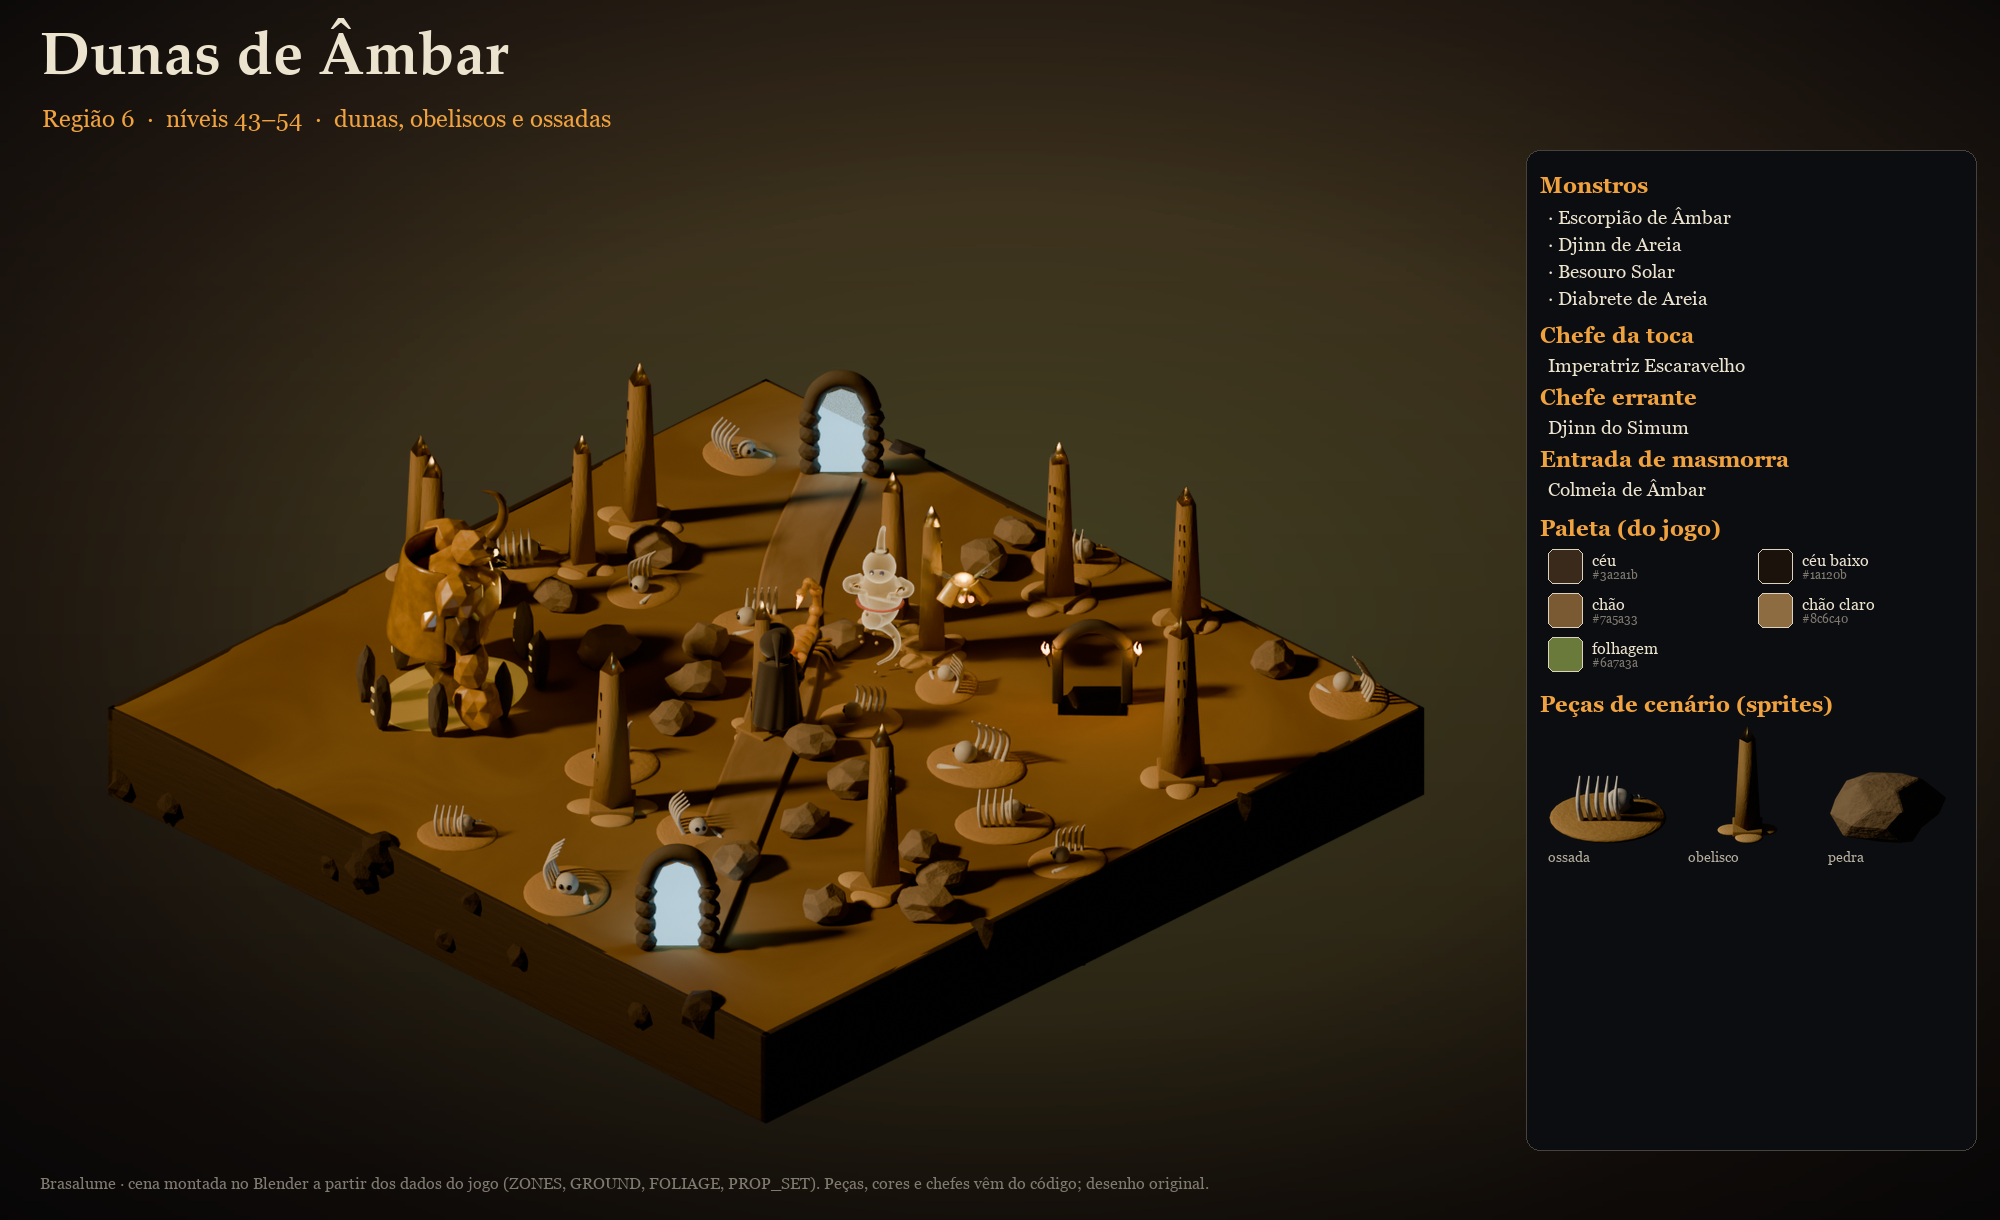 Dunas de Âmbar
Região 6 · níveis 43–54 · dunas, obeliscos e ossadas
Monstros
· Escorpião de Âmbar
· Djinn de Areia
· Besouro Solar
· Diabrete de Areia
Chefe da toca
Imperatriz Escaravelho
Chefe errante
Djinn do Simum
Entrada de masmorra
Colmeia de Âmbar
Paleta (do jogo)
céu
#3a2a1b
céu baixo
#1a120b
chão
#7a5a33
chão claro
#8c6c40
folhagem
#6a7a3a
Peças de cenário (sprites)
ossada
obelisco
pedra
Brasalume · cena montada no Blender a partir dos dados do jogo (ZONES, GROUND, FOLIAGE, PROP_SET). Peças, cores e chefes vêm do código; desenho original.